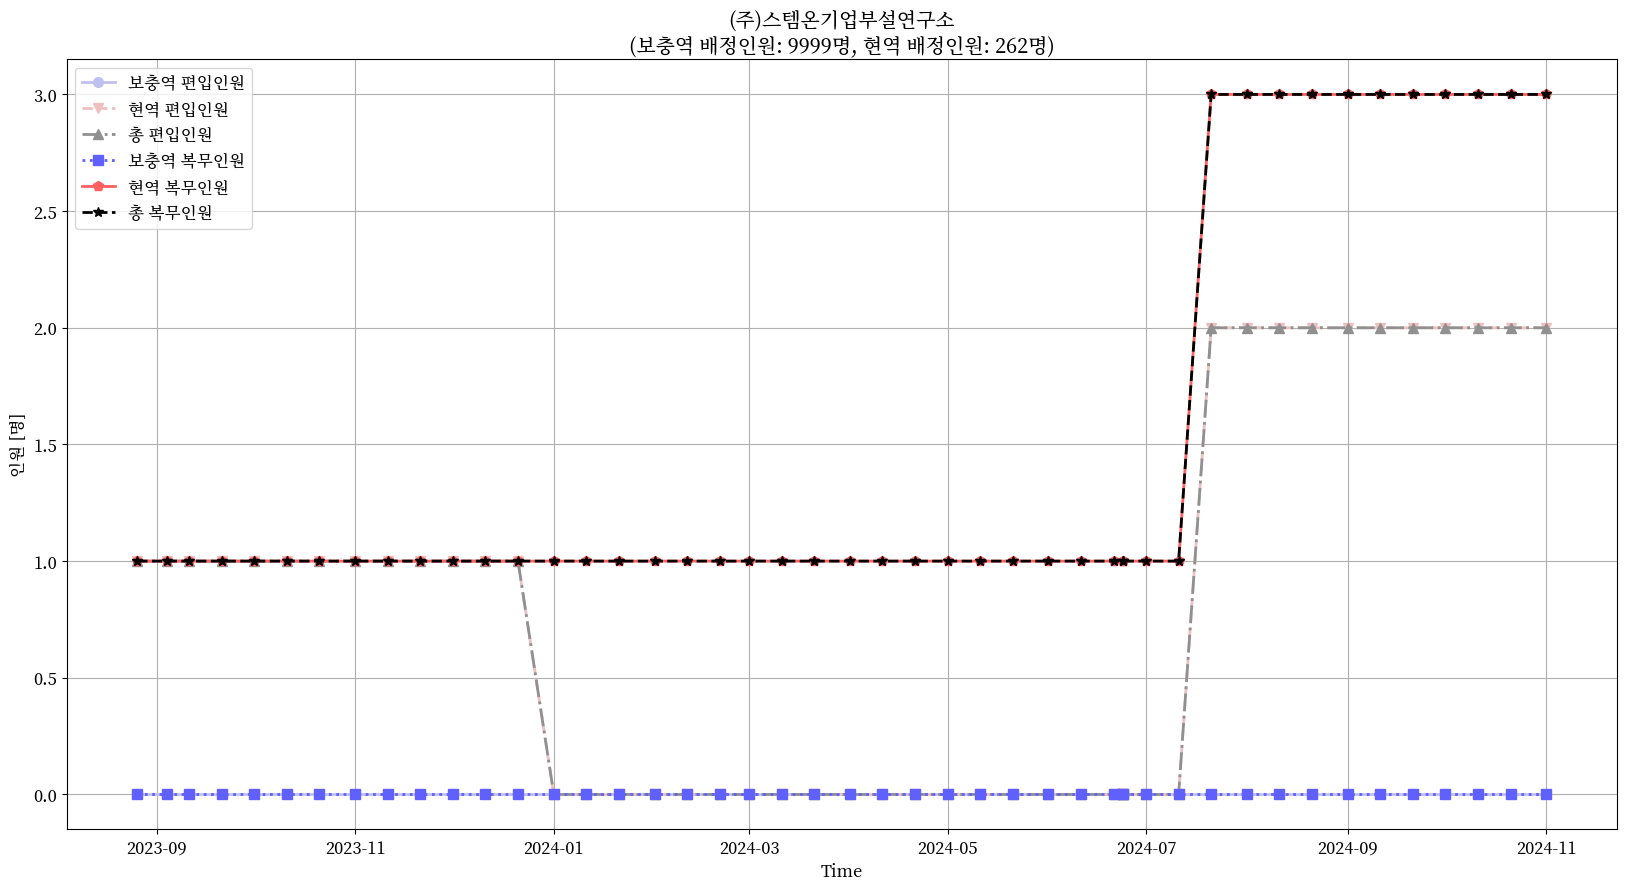 (주)스템온기업부설연구소
(보충역 배정인원: 9999명, 현역 배정인원: 262명)
보충역 편입인원
현역 편입인원
총 편입인원
보충역 복무인원
현역 복무인원
총 복무인원
3.0
2.5
2.0
1.5
1.0
0.5
0.0
인원 [명]
2023-09 2023-11 2024-01 2024-03 2024-05 2024-07 2024-09 2024-11
Time